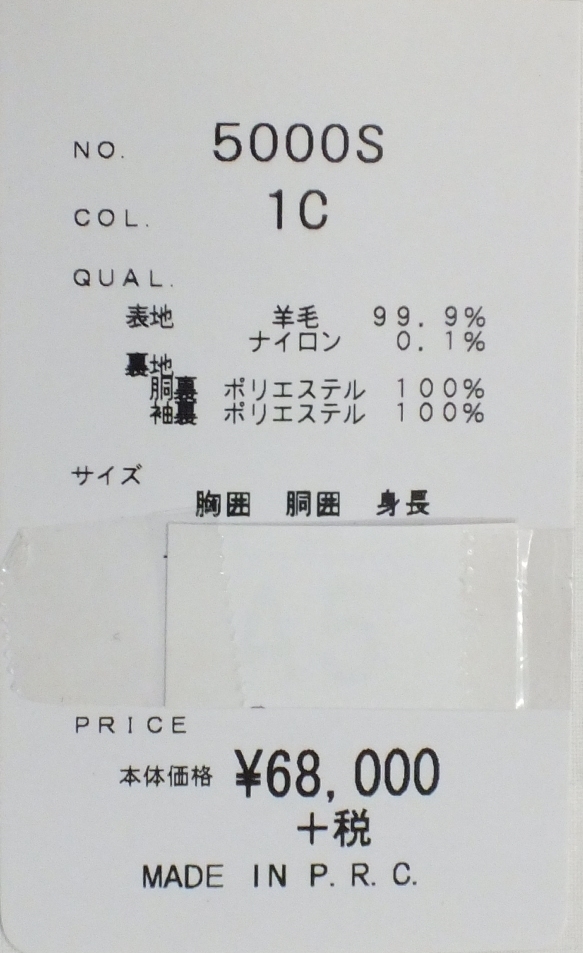 NO. 5000S
COL. 1C
QUAL.
表地 羊毛 99.9%
ナイロン 0.1%
裏地
胴裏 ポリエステル 100%
袖裏 ポリエステル 100%
サイズ
胸囲 胴囲 身長
PRICE
本体価格 ¥68,000
+税
MADE IN P.R.C.